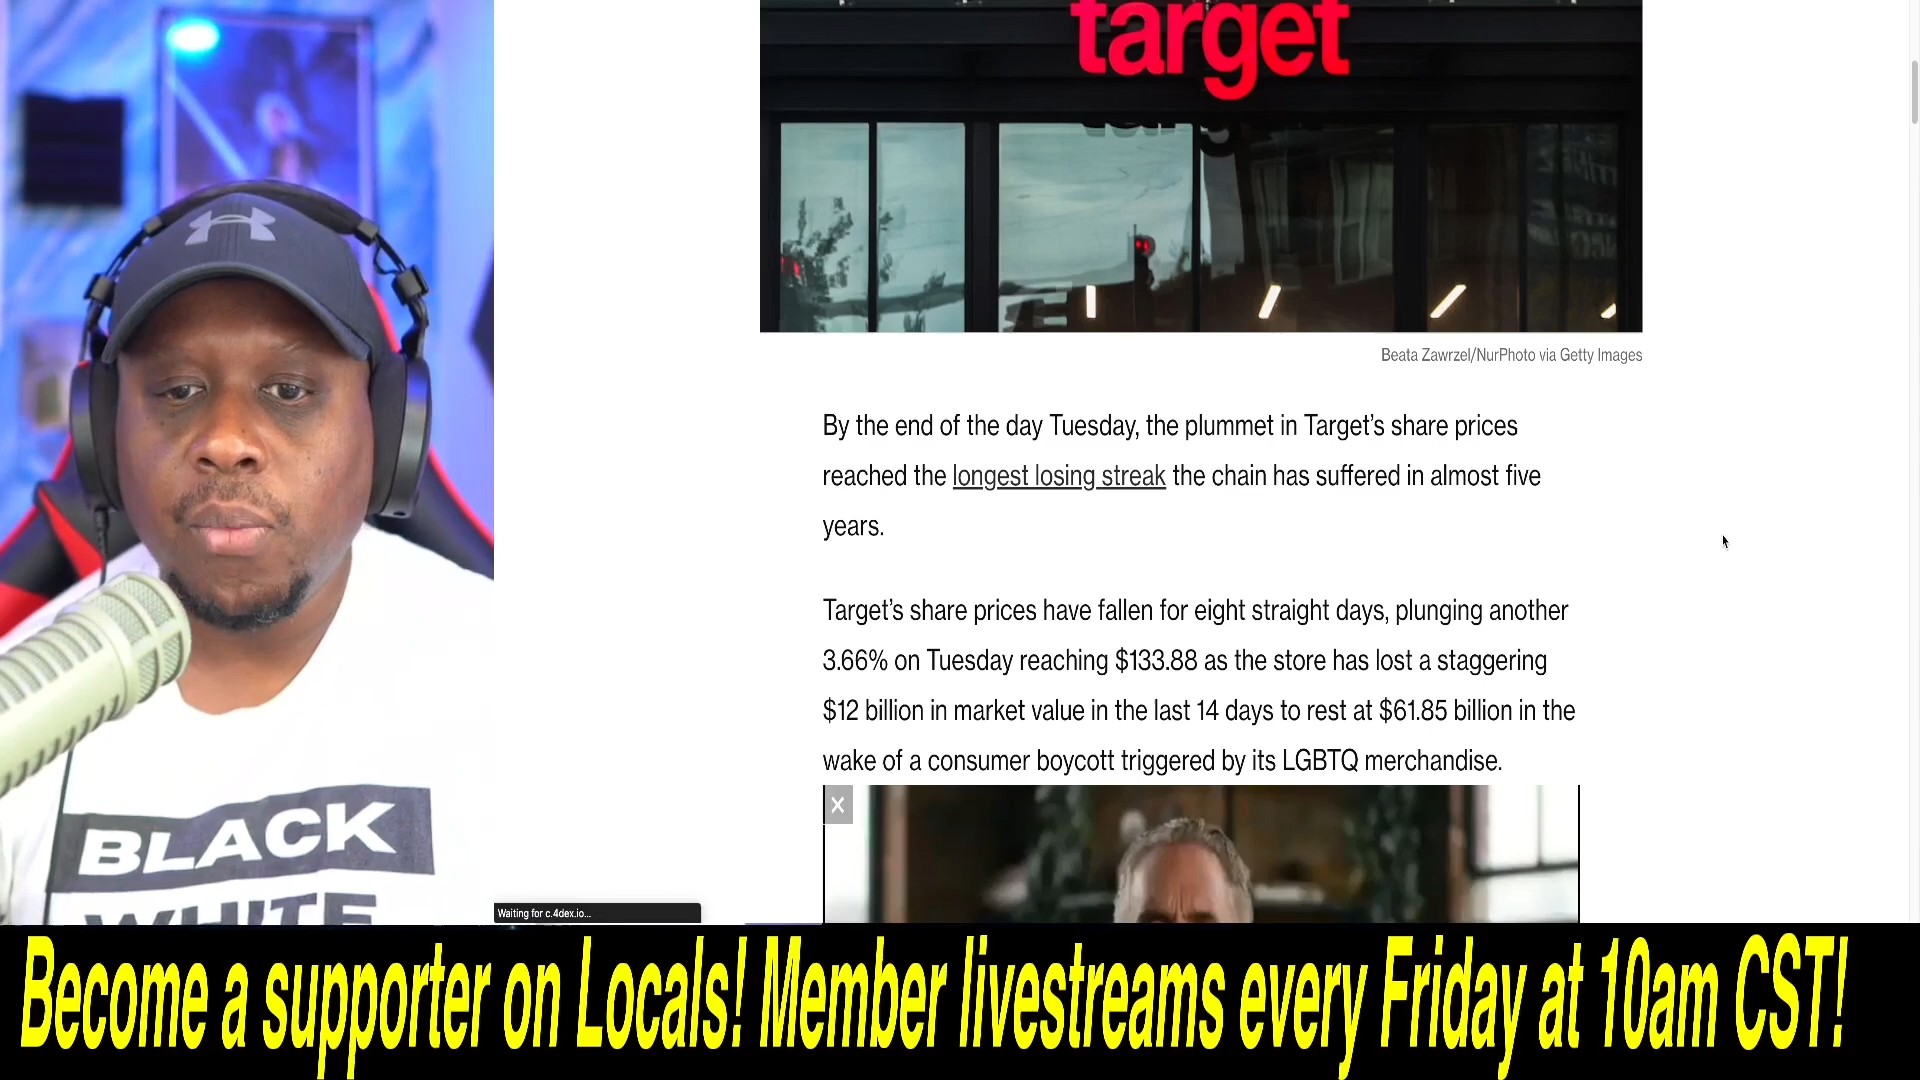 target
Beata Zawrzel/NurPhoto via Getty Images
By the end of the day Tuesday, the plummet in Target’s share prices
reached the longest losing streak the chain has suffered in almost five
years.
Target’s share prices have fallen for eight straight days, plunging another
3.66% on Tuesday reaching $133.88 as the store has lost a staggering
$12 billion in market value in the last 14 days to rest at $61.85 billion in the
wake of a consumer boycott triggered by its LGBTQ merchandise.
X
BLACK
WHITE
Waiting for c.4dex.io...
Become a supporter on Locals! Member livestreams every Friday at 10am CST!